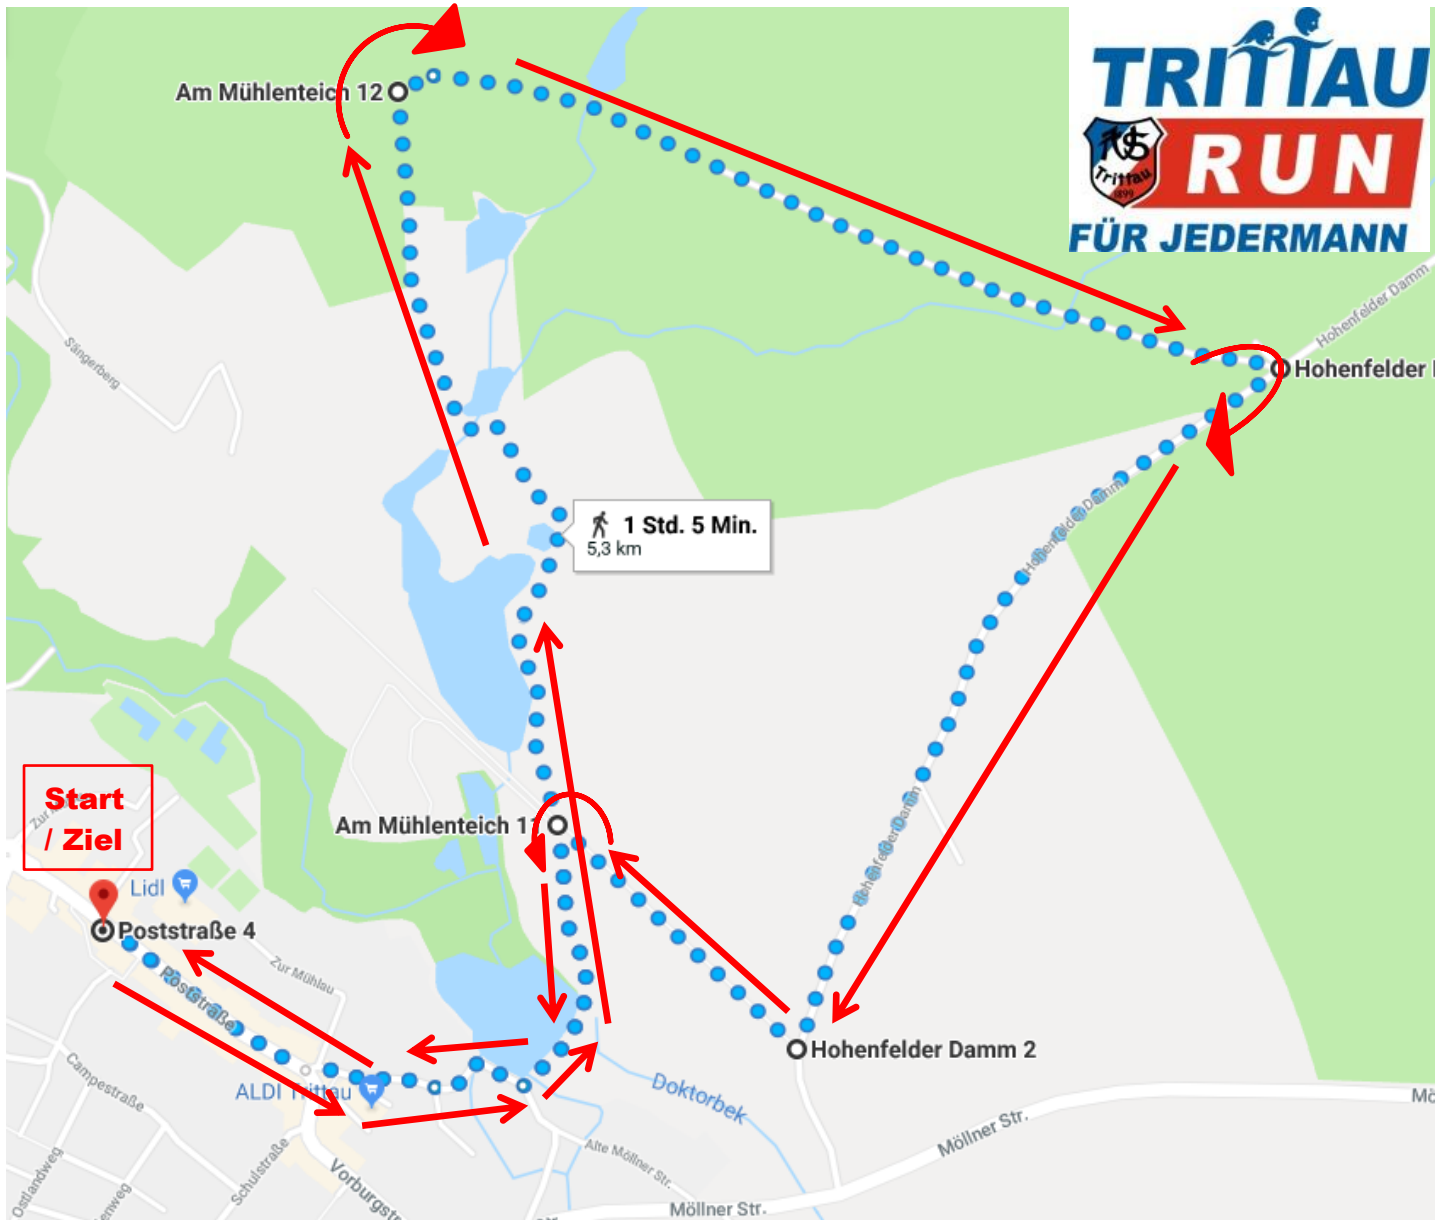 Am Mühlenteich 12
TRITTAU
RUN
Trittau
1899
FÜR JEDERMANN
Hohenfelder Damm
Sängerberg
Hohenfelder
Hohenfelder Damm
1 Std. 5 Min.
5,3 km
Start
/ Ziel
Hohenfelder Damm
Am Mühlenteich
Lidl
Poststraße 4
Zur Mühlau
Poststraße
Hohenfelder Damm 2
Campestraße
ALDI Trittau
Doktorbek
Möllner Str.
Alte Möllner Str.
Schulstraße
Ostlandweg
Vorburgstr
Möllner Str.